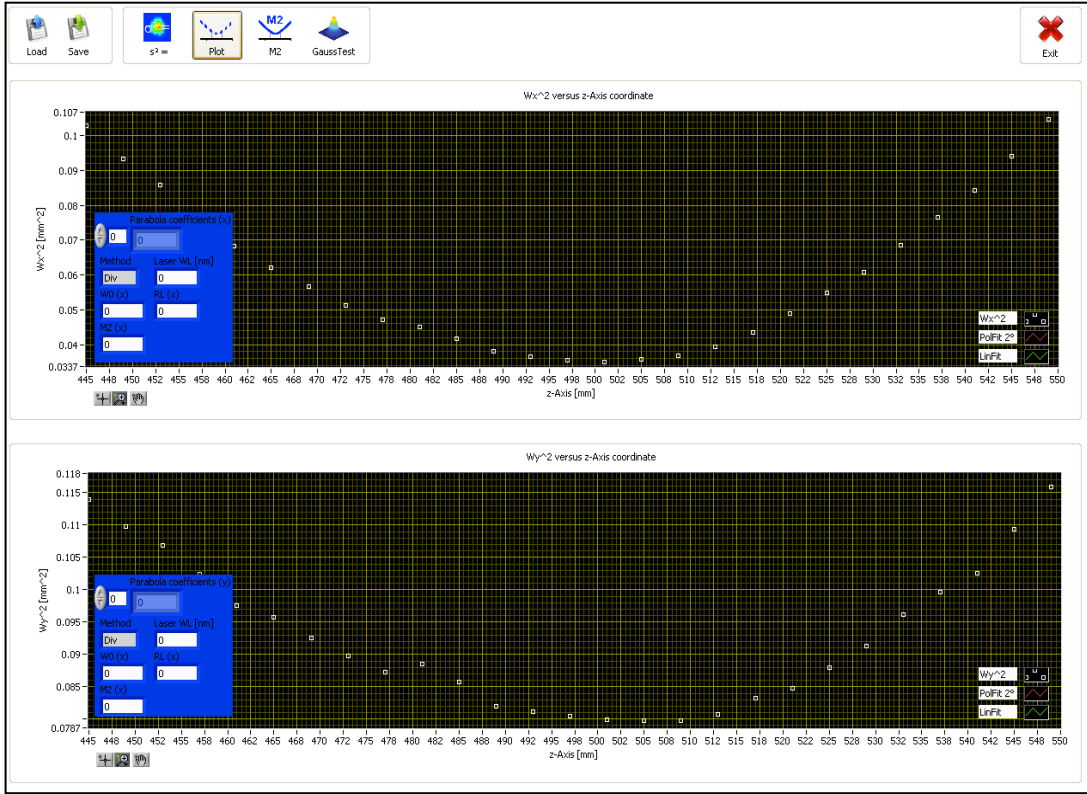 Load Save s² = Plot M2 M2 GaussTest Exit
Wx^2 versus z-Axis coordinate
0.107
0.1
0.09
0.08
0.07
0.06
0.05
0.04
0.0337
Wx^2 [mm^2]
Parabola coefficients (x)
0 0
Method Laser WL [nm]
Div 0
W0 (x) RL (x)
0 0
M2 (x)
0
Wx^2
PolFit 2°
LinFit
445 448 450 452 455 458 460 462 465 468 470 472 475 478 480 482 485 488 490 492 495 498 500 502 505 508 510 512 515 518 520 522 525 528 530 532 535 538 540 542 545 548 550
z-Axis [mm]
Wy^2 versus z-Axis coordinate
0.118
0.115
0.11
0.105
0.1
0.095
0.09
0.085
0.0787
Wy^2 [mm^2]
Parabola coefficients (y)
0 0
Method Laser WL [nm]
Div 0
W0 (x) RL (x)
0 0
M2 (x)
0
Wy^2
PolFit 2°
LinFit
445 448 450 452 455 458 460 462 465 468 470 472 475 478 480 482 485 488 490 492 495 498 500 502 505 508 510 512 515 518 520 522 525 528 530 532 535 538 540 542 545 548 550
z-Axis [mm]